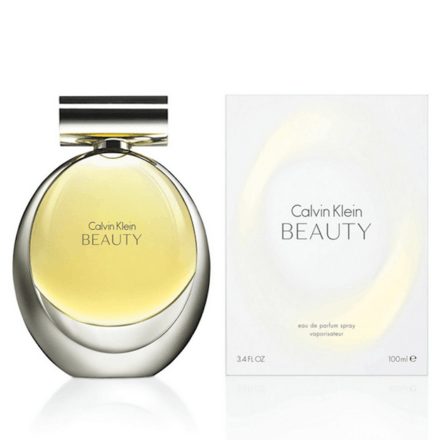 Calvin Klein
BEAUTY
Calvin Klein
BEAUTY
eau de parfum spray
vaporisateur
3.4 FL OZ 100ml ℮